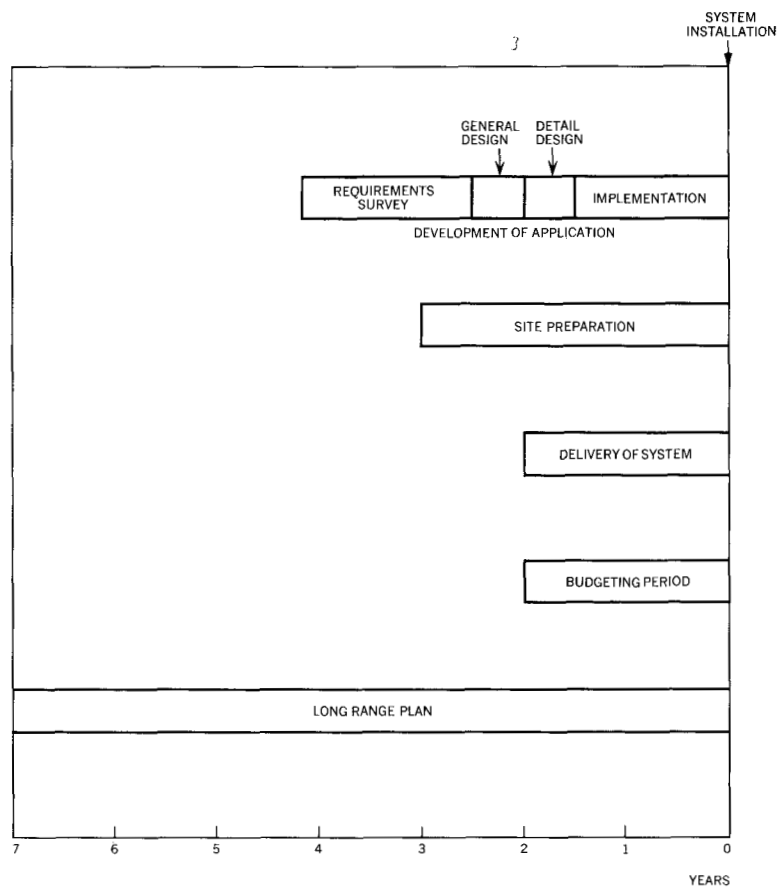 SYSTEM
INSTALLATION
3
GENERAL
DESIGN
DETAIL
DESIGN
REQUIREMENTS
SURVEY
IMPLEMENTATION
DEVELOPMENT OF APPLICATION
SITE PREPARATION
DELIVERY OF SYSTEM
BUDGETING PERIOD
LONG RANGE PLAN
7 6 5 4 3 2 1 0
YEARS